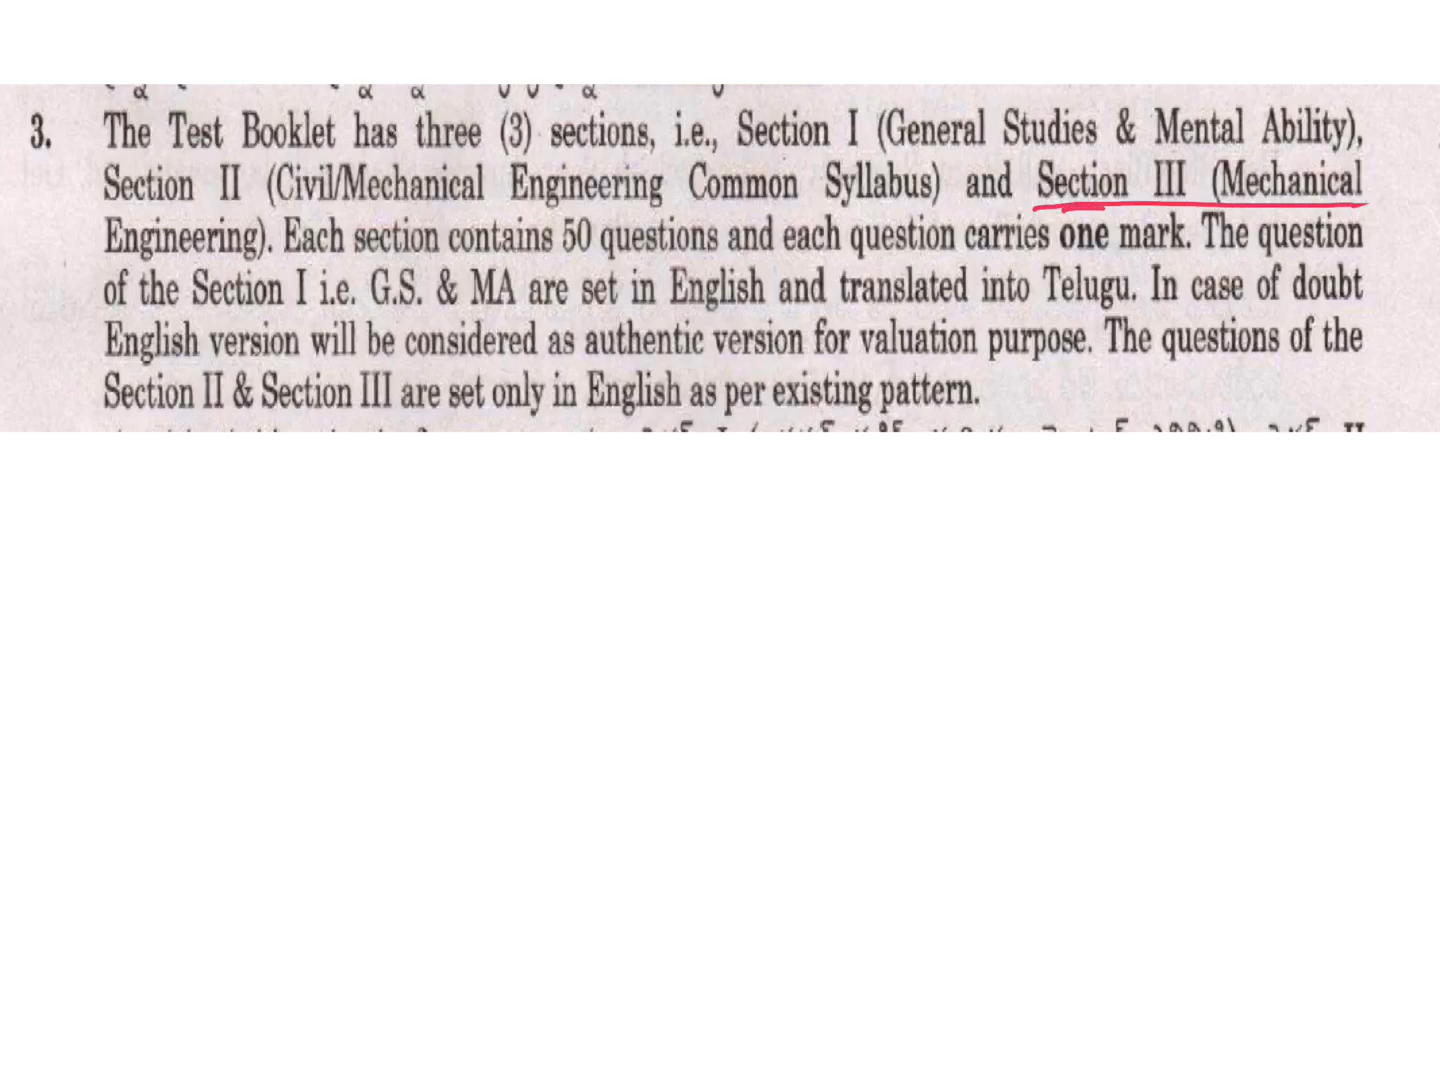 3. The Test Booklet has three (3) sections, i.e., Section I (General Studies & Mental Ability),
Section II (Civil/Mechanical Engineering Common Syllabus) and Section III (Mechanical
Engineering). Each section contains 50 questions and each question carries one mark. The question
of the Section I i.e. G.S. & MA are set in English and translated into Telugu. In case of doubt
English version will be considered as authentic version for valuation purpose. The questions of the
Section II & Section III are set only in English as per existing pattern.